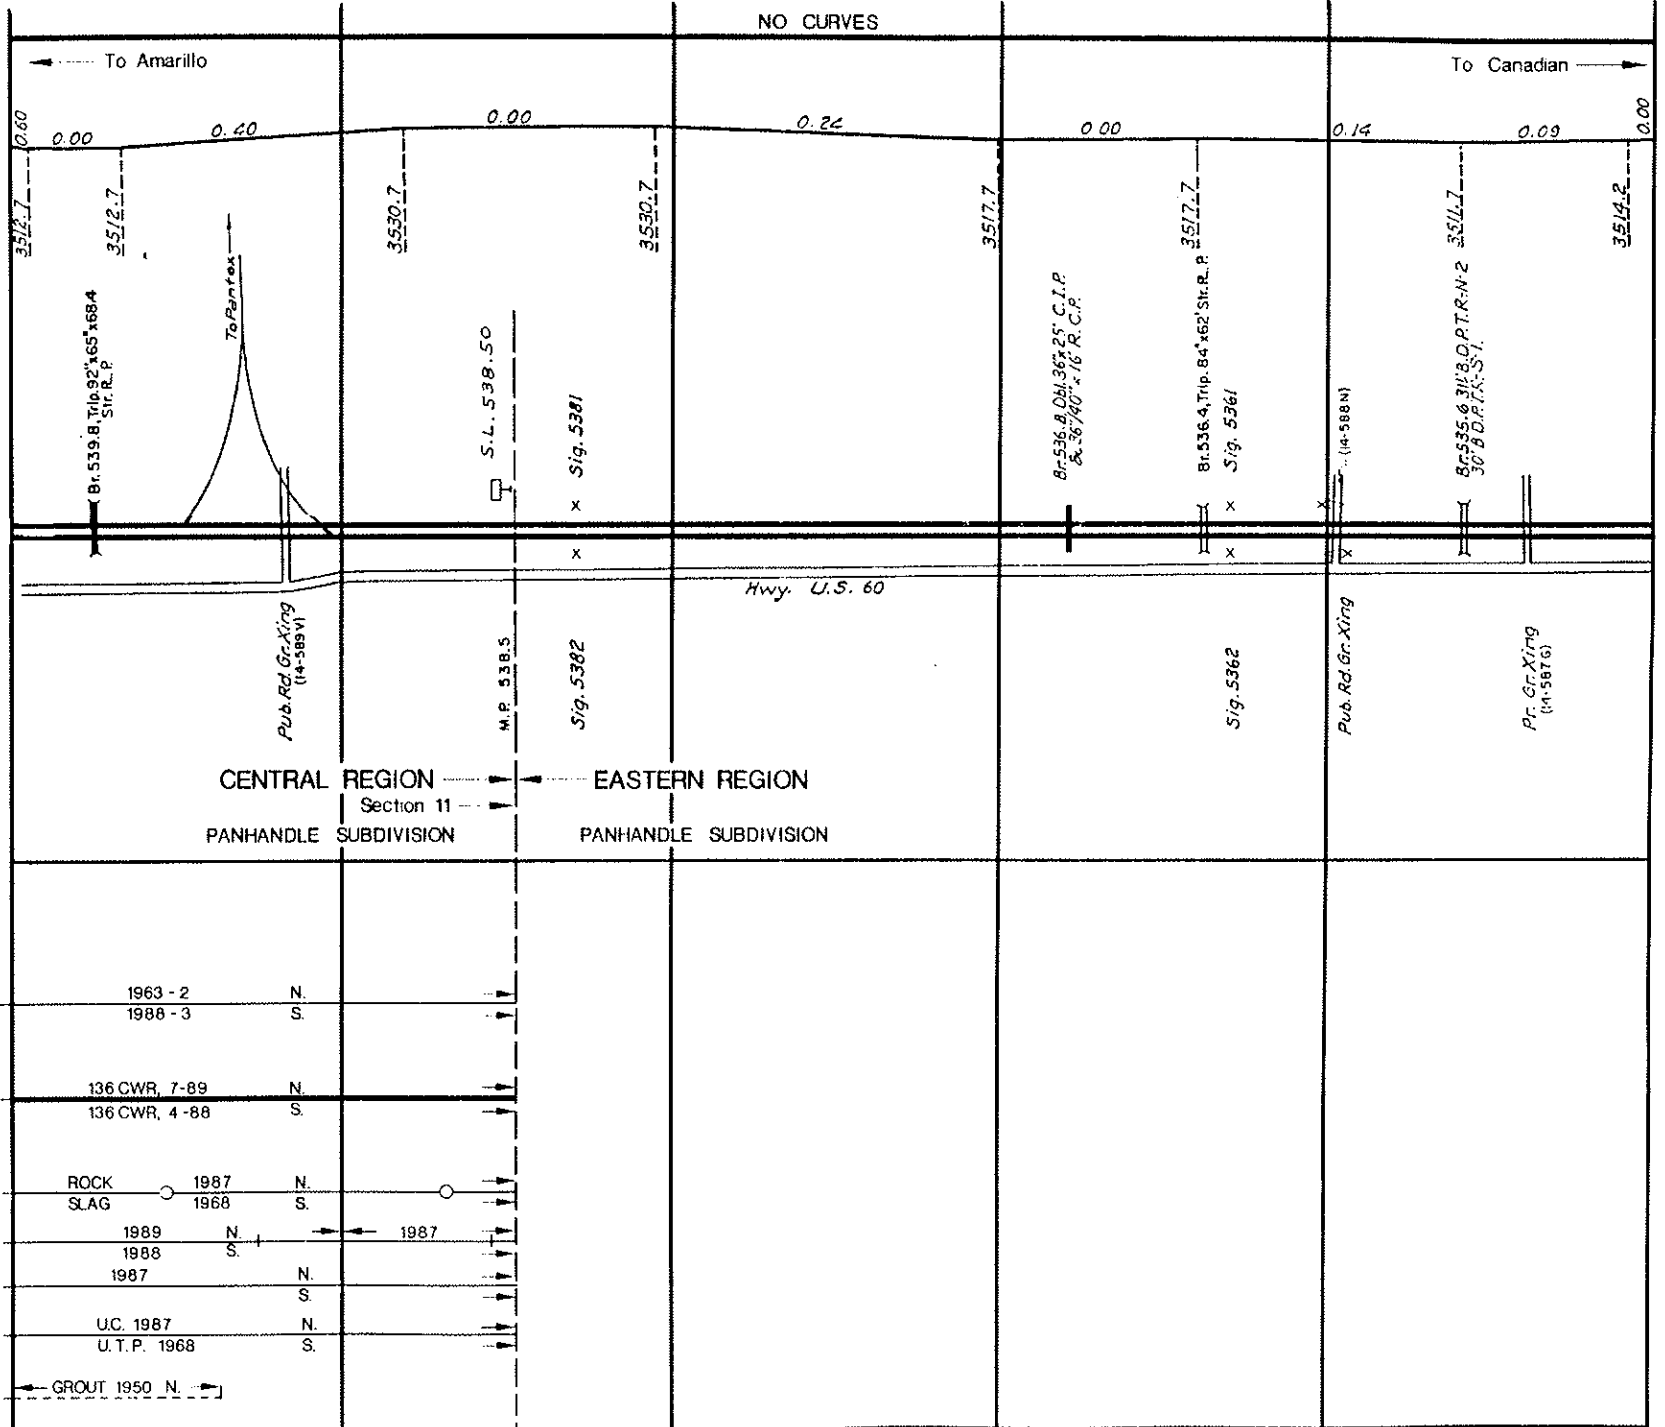 NO CURVES
To Amarillo
To Canadian
0.60
0.00
0.40
0.00
0.24
0.00
0.14
0.09
0.00
3512.7
3512.7
3530.7
3530.7
3517.7
3517.7
3511.7
3514.2
Br. 539.8, Trip. 92"x65"x68.4
Str. R. P.
To Pantex
S.L. 538.50
Sig. 5381
Br. 536.8, Dbl. 36"x25' C.I.P.
& 36"/40" x 16' R.C.P.
Br. 536.4, Trip. 84"x62' Str. R. P.
Sig. 5361
(14-588 N)
Br. 535.6 311' B.D.P.T.R.-N-2
30' B.D.P.T.R.-S-1.
Hwy. U.S. 60
Pub. Rd. Gr. Xing
(14-589 V)
M.P. 538.5
Sig. 5382
Sig. 5362
Pub. Rd. Gr. Xing
Pr. Gr. Xing
(14-587 G)
CENTRAL REGION
EASTERN REGION
Section 11
PANHANDLE SUBDIVISION
PANHANDLE SUBDIVISION
1963 - 2 N.
1988 - 3 S.
136 CWR, 7-89 N.
136 CWR, 4-88 S.
ROCK 1987 N.
SLAG 1968 S.
1989 N. 1987
1988 S.
1987 N.
S.
U.C. 1987 N.
U.T.P. 1968 S.
GROUT 1950 N.